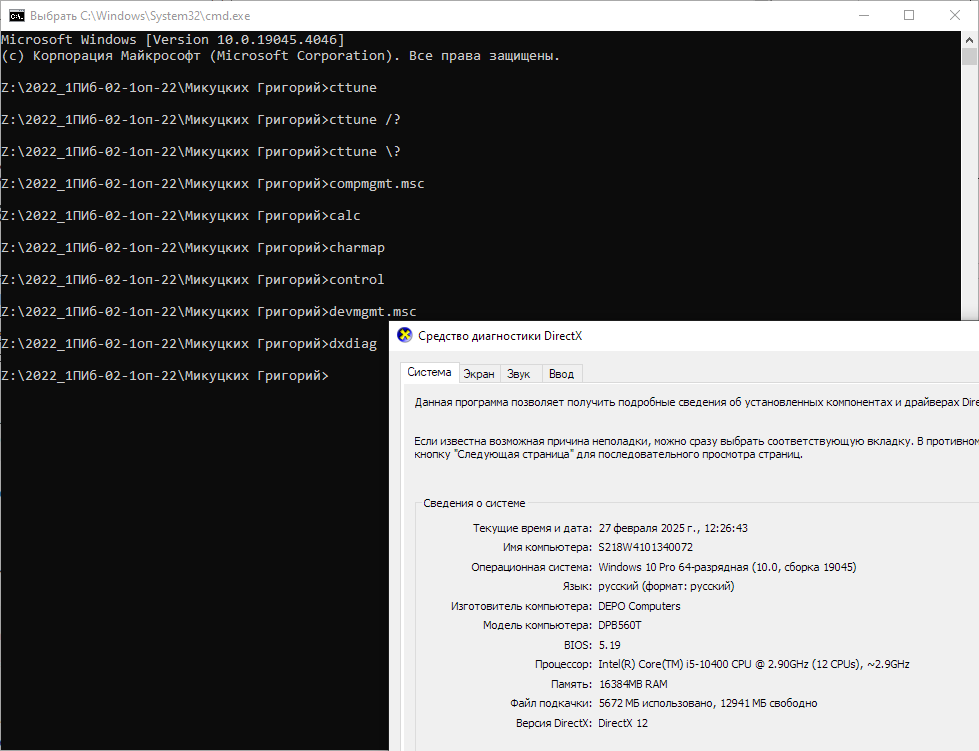 Выбрать C:\Windows\System32\cmd.exe
Microsoft Windows [Version 10.0.19045.4046]
(c) Корпорация Майкрософт (Microsoft Corporation). Все права защищены.
Z:\2022_1ПИб-02-1оп-22\Микуцких Григорий>cttune
Z:\2022_1ПИб-02-1оп-22\Микуцких Григорий>cttune /?
Z:\2022_1ПИб-02-1оп-22\Микуцких Григорий>cttune \?
Z:\2022_1ПИб-02-1оп-22\Микуцких Григорий>compmgmt.msc
Z:\2022_1ПИб-02-1оп-22\Микуцких Григорий>calc
Z:\2022_1ПИб-02-1оп-22\Микуцких Григорий>charmap
Z:\2022_1ПИб-02-1оп-22\Микуцких Григорий>control
Z:\2022_1ПИб-02-1оп-22\Микуцких Григорий>devmgmt.msc
Z:\2022_1ПИб-02-1оп-22\Микуцких Григорий>dxdiag
Z:\2022_1ПИб-02-1оп-22\Микуцких Григорий>
Средство диагностики DirectX
Система Экран Звук Ввод
Данная программа позволяет получить подробные сведения об установленных компонентах и драйверах Dire
Если известна возможная причина неполадки, можно сразу выбрать соответствующую вкладку. В противном
кнопку "Следующая страница" для последовательного просмотра страниц.
Сведения о системе
Текущие время и дата: 27 февраля 2025 г., 12:26:43
Имя компьютера: S218W4101340072
Операционная система: Windows 10 Pro 64-разрядная (10.0, сборка 19045)
Язык: русский (формат: русский)
Изготовитель компьютера: DEPO Computers
Модель компьютера: DPB560T
BIOS: 5.19
Процессор: Intel(R) Core(TM) i5-10400 CPU @ 2.90GHz (12 CPUs), ~2.9GHz
Память: 16384MB RAM
Файл подкачки: 5672 МБ использовано, 12941 МБ свободно
Версия DirectX: DirectX 12